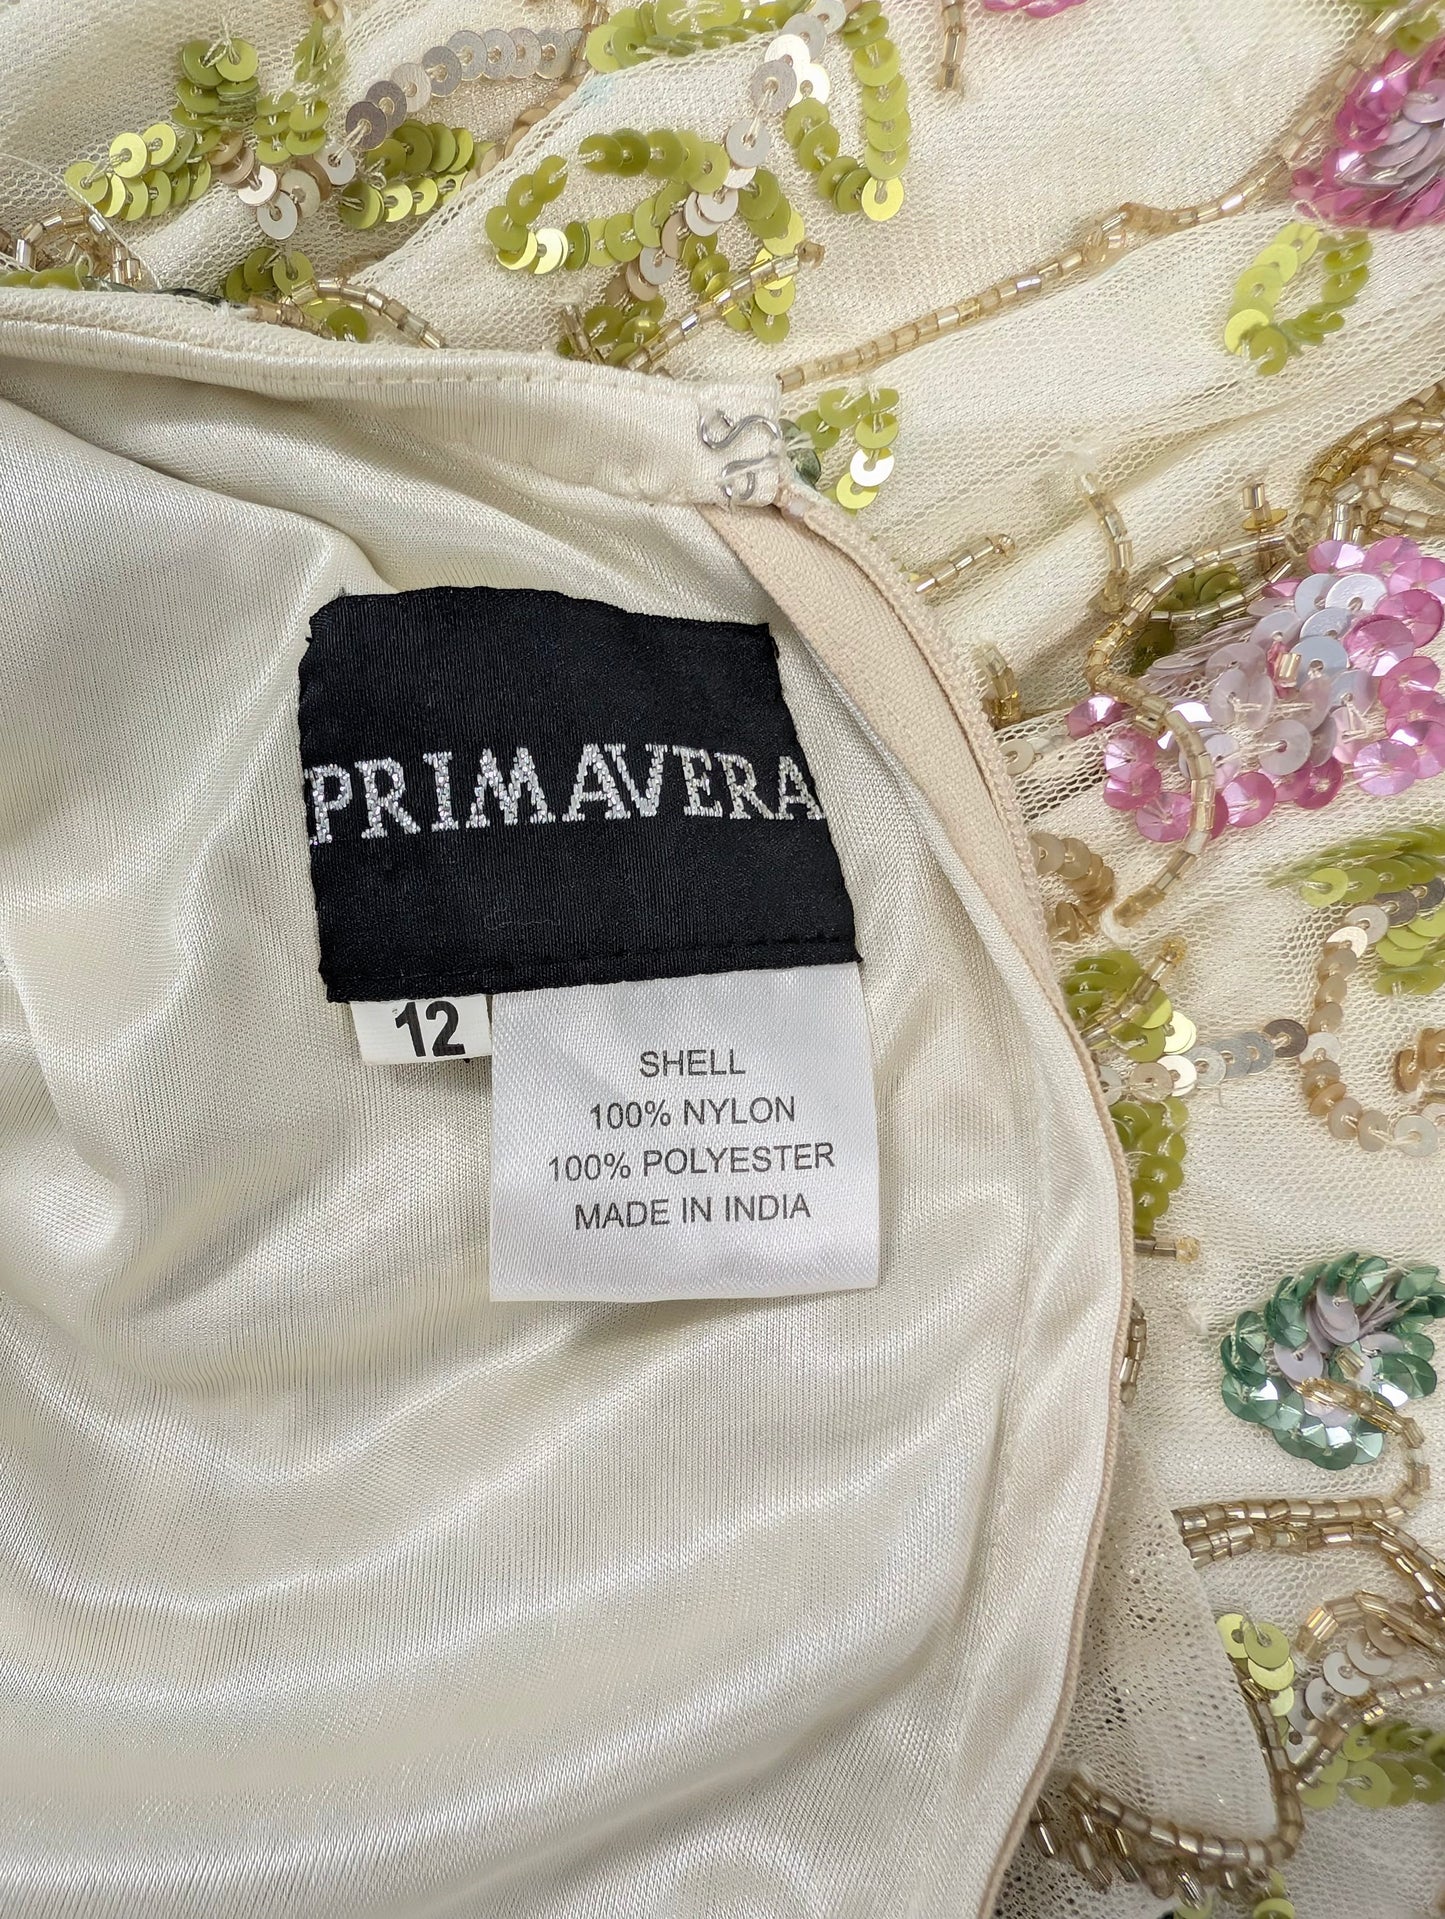 PRIMAVERA
12
SHELL
100% NYLON
100% POLYESTER
MADE IN INDIA